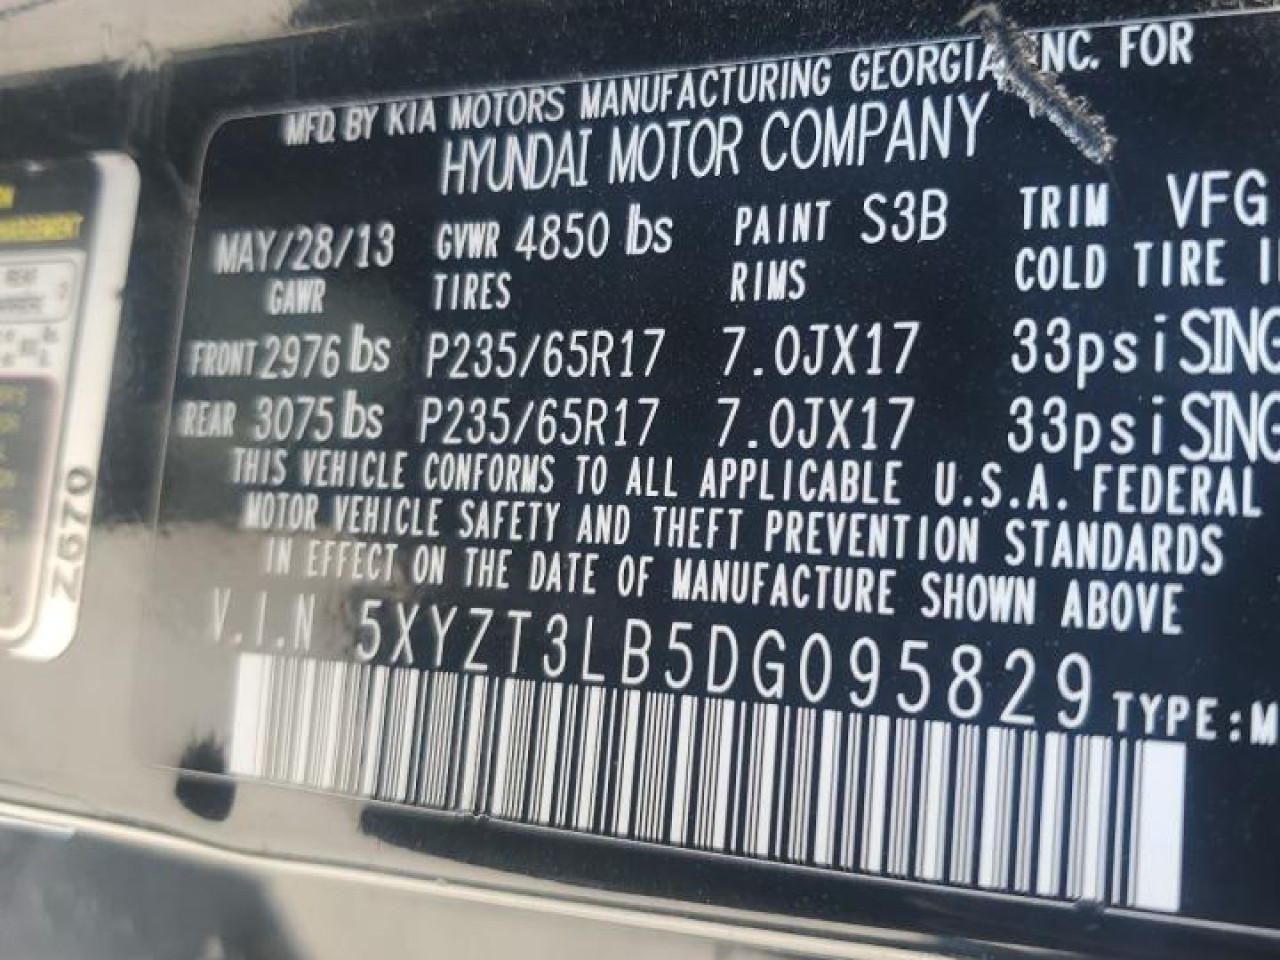 MFD. BY KIA MOTORS MANUFACTURING GEORGIA, INC. FOR
HYUNDAI MOTOR COMPANY
MAY/28/13 GVWR 4850 lbs PAINT S3B TRIM VFG
GAWR TIRES RIMS COLD TIRE
FRONT 2976 lbs P235/65R17 7.0JX17 33psi SING
REAR 3075 lbs P235/65R17 7.0JX17 33psi SING
THIS VEHICLE CONFORMS TO ALL APPLICABLE U.S.A. FEDERAL
MOTOR VEHICLE SAFETY AND THEFT PREVENTION STANDARDS
IN EFFECT ON THE DATE OF MANUFACTURE SHOWN ABOVE
V.I.N 5XYZT3LB5DG095829 TYPE:M
Z670